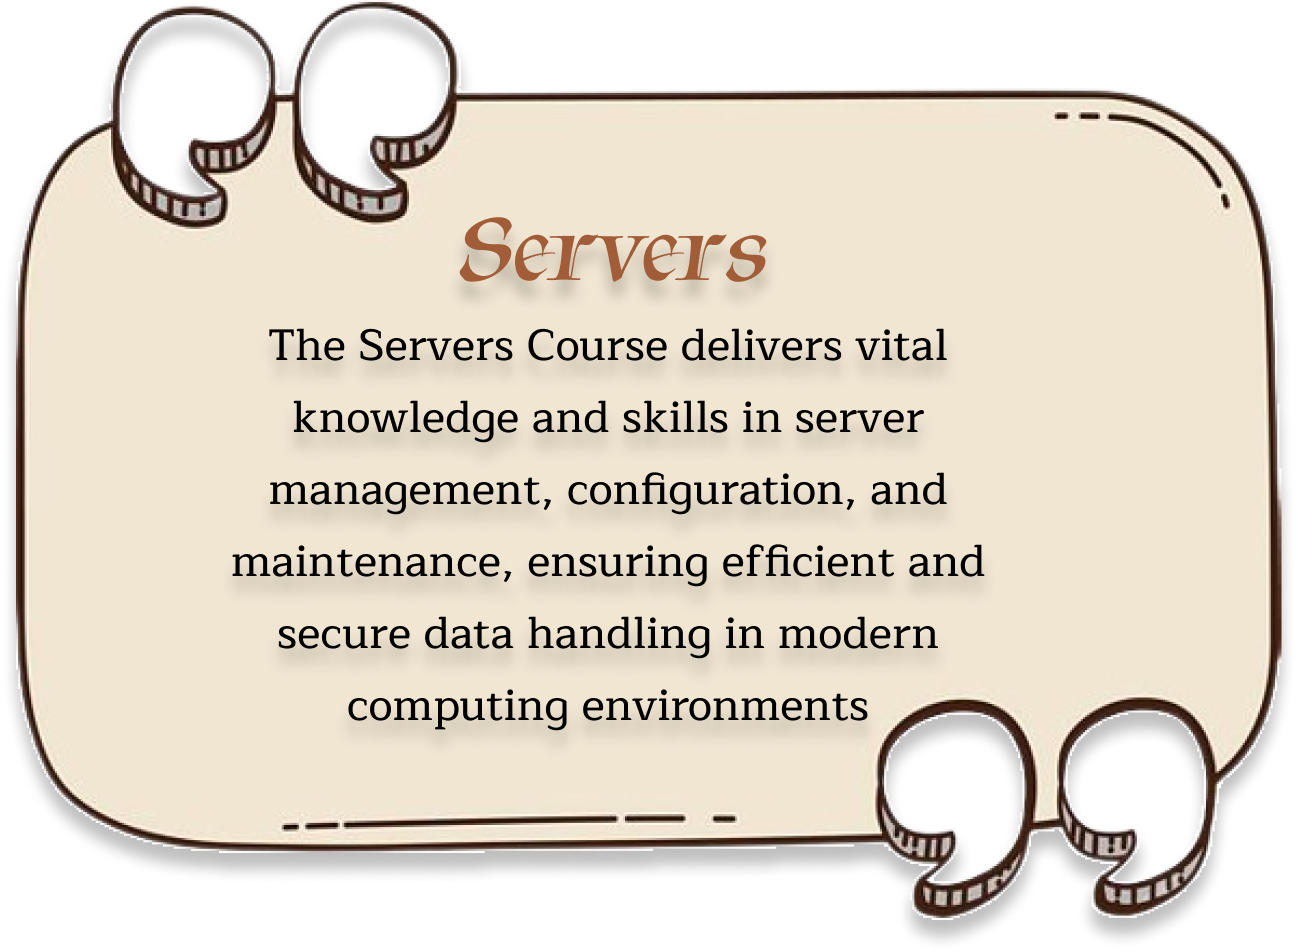 Servers
The Servers Course delivers vital
knowledge and skills in server
management, configuration, and
maintenance, ensuring efficient and
secure data handling in modern
computing environments